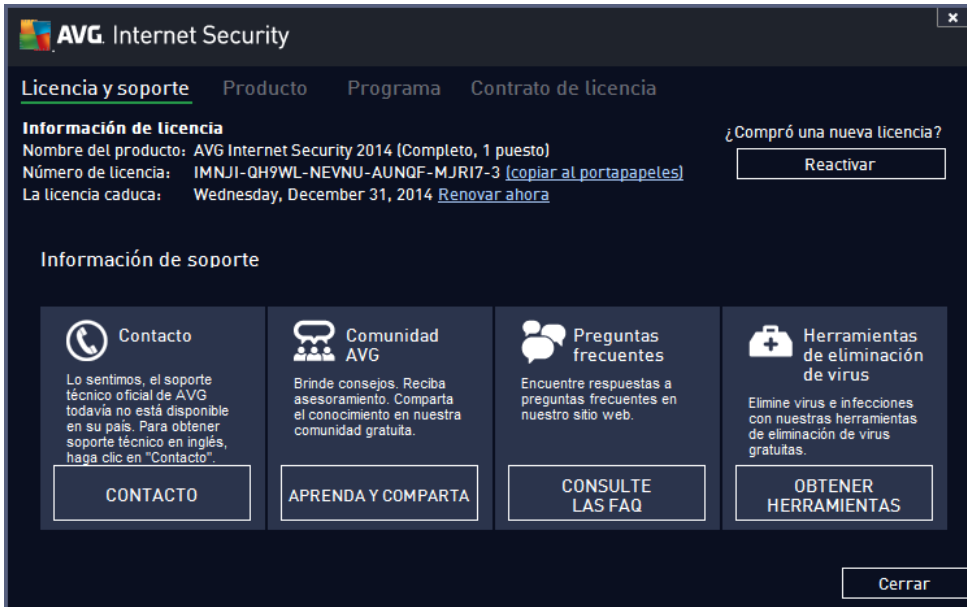 AVG. Internet Security
Licencia y soporte Producto Programa Contrato de licencia
Información de licencia
Nombre del producto: AVG Internet Security 2014 (Completo, 1 puesto)
Número de licencia: IMNJI-QH9WL-NEVNU-AUNQF-MJRI7-3 (copiar al portapapeles)
La licencia caduca: Wednesday, December 31, 2014 Renovar ahora
¿Compró una nueva licencia?
Reactivar
Información de soporte
Contacto
Lo sentimos, el soporte
técnico oficial de AVG
todavía no está disponible
en su país. Para obtener
soporte técnico en inglés,
haga clic en "Contacto".
CONTACTO
Comunidad
AVG
Brinde consejos. Reciba
asesoramiento. Comparta
el conocimiento en nuestra
comunidad gratuita.
APRENDA Y COMPARTA
Preguntas
frecuentes
Encuentre respuestas a
preguntas frecuentes en
nuestro sitio web.
CONSULTE
LAS FAQ
Herramientas
de eliminación
de virus
Elimine virus e infecciones
con nuestras herramientas
de eliminación de virus
gratuitas.
OBTENER
HERRAMIENTAS
Cerrar